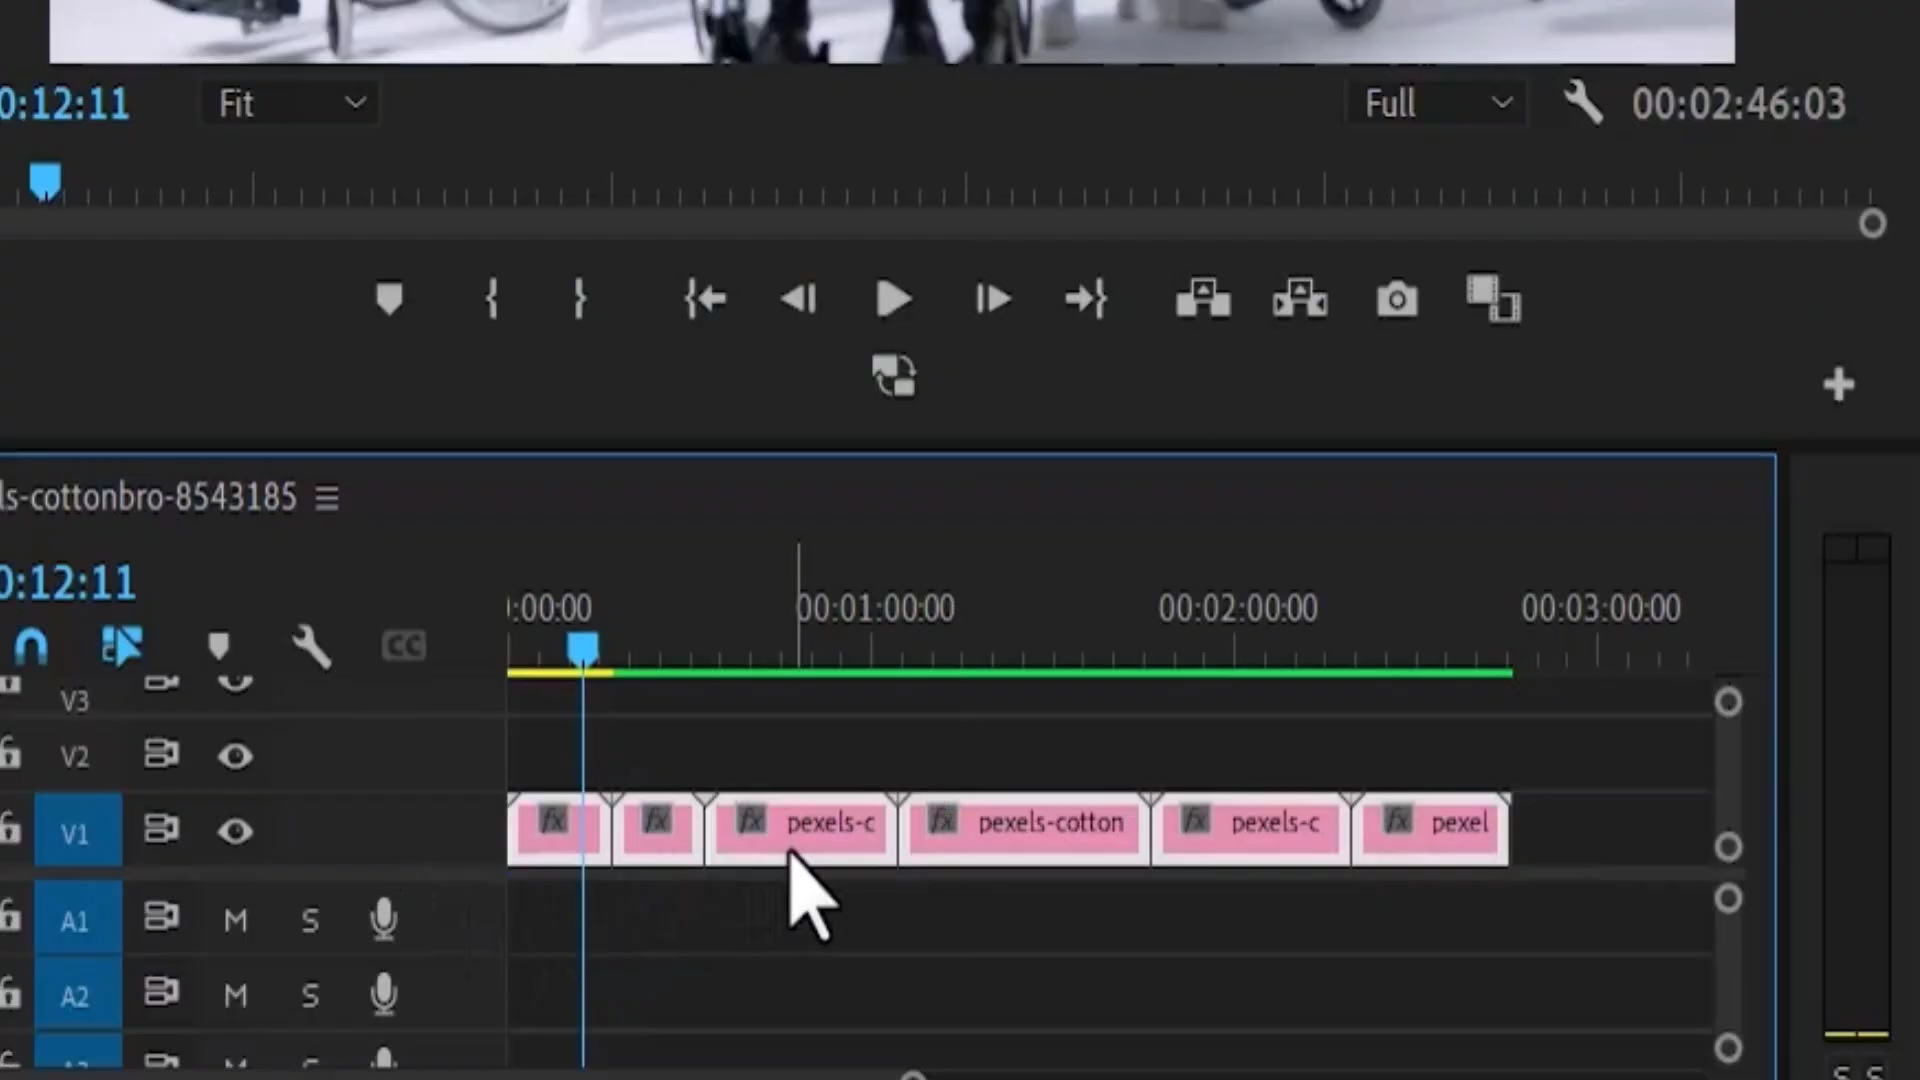 0:12:11 Fit Full 00:02:46:03
ls-cottonbro-8543185
0:12:11
:00:00 00:01:00:00 00:02:00:00 00:03:00:00
CC
V3
V2
fx fx fx pexels-c fx pexels-cotton fx pexels-c fx pexel
V1
A1 M S
A2 M S
S S